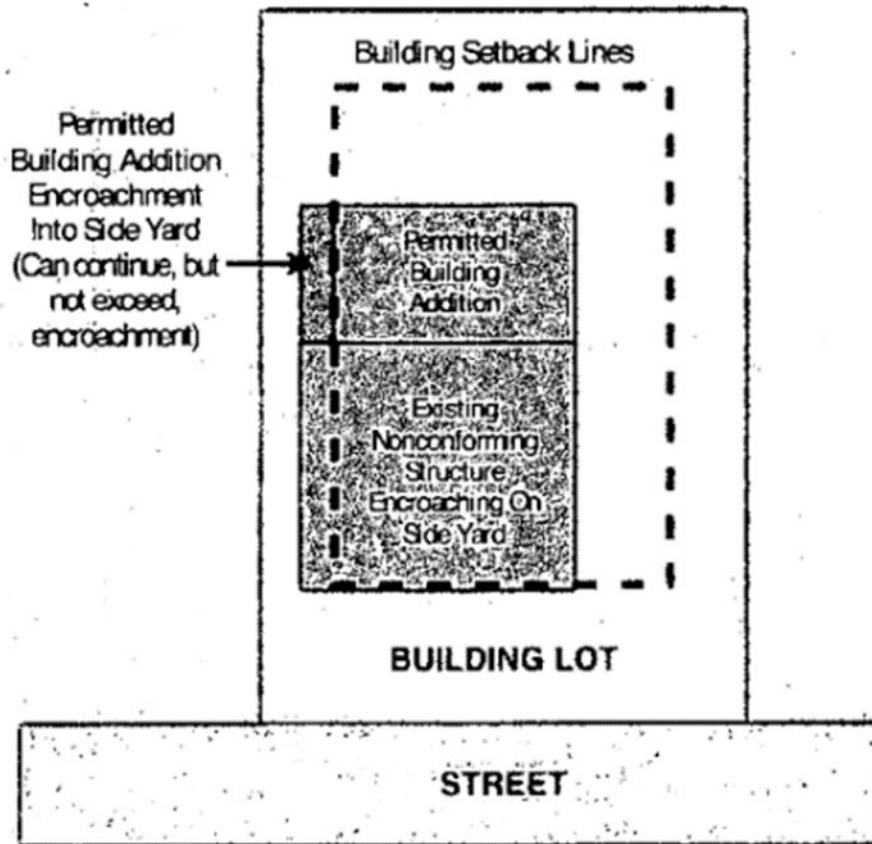 Building Setback Lines
Permitted
Building Addition
Encroachment
Into Side Yard
(Can continue, but
not exceed,
encroachment)
Permitted
Building
Addition
Existing
Nonconforming
Structure
Encroaching On
Side Yard
BUILDING LOT
STREET